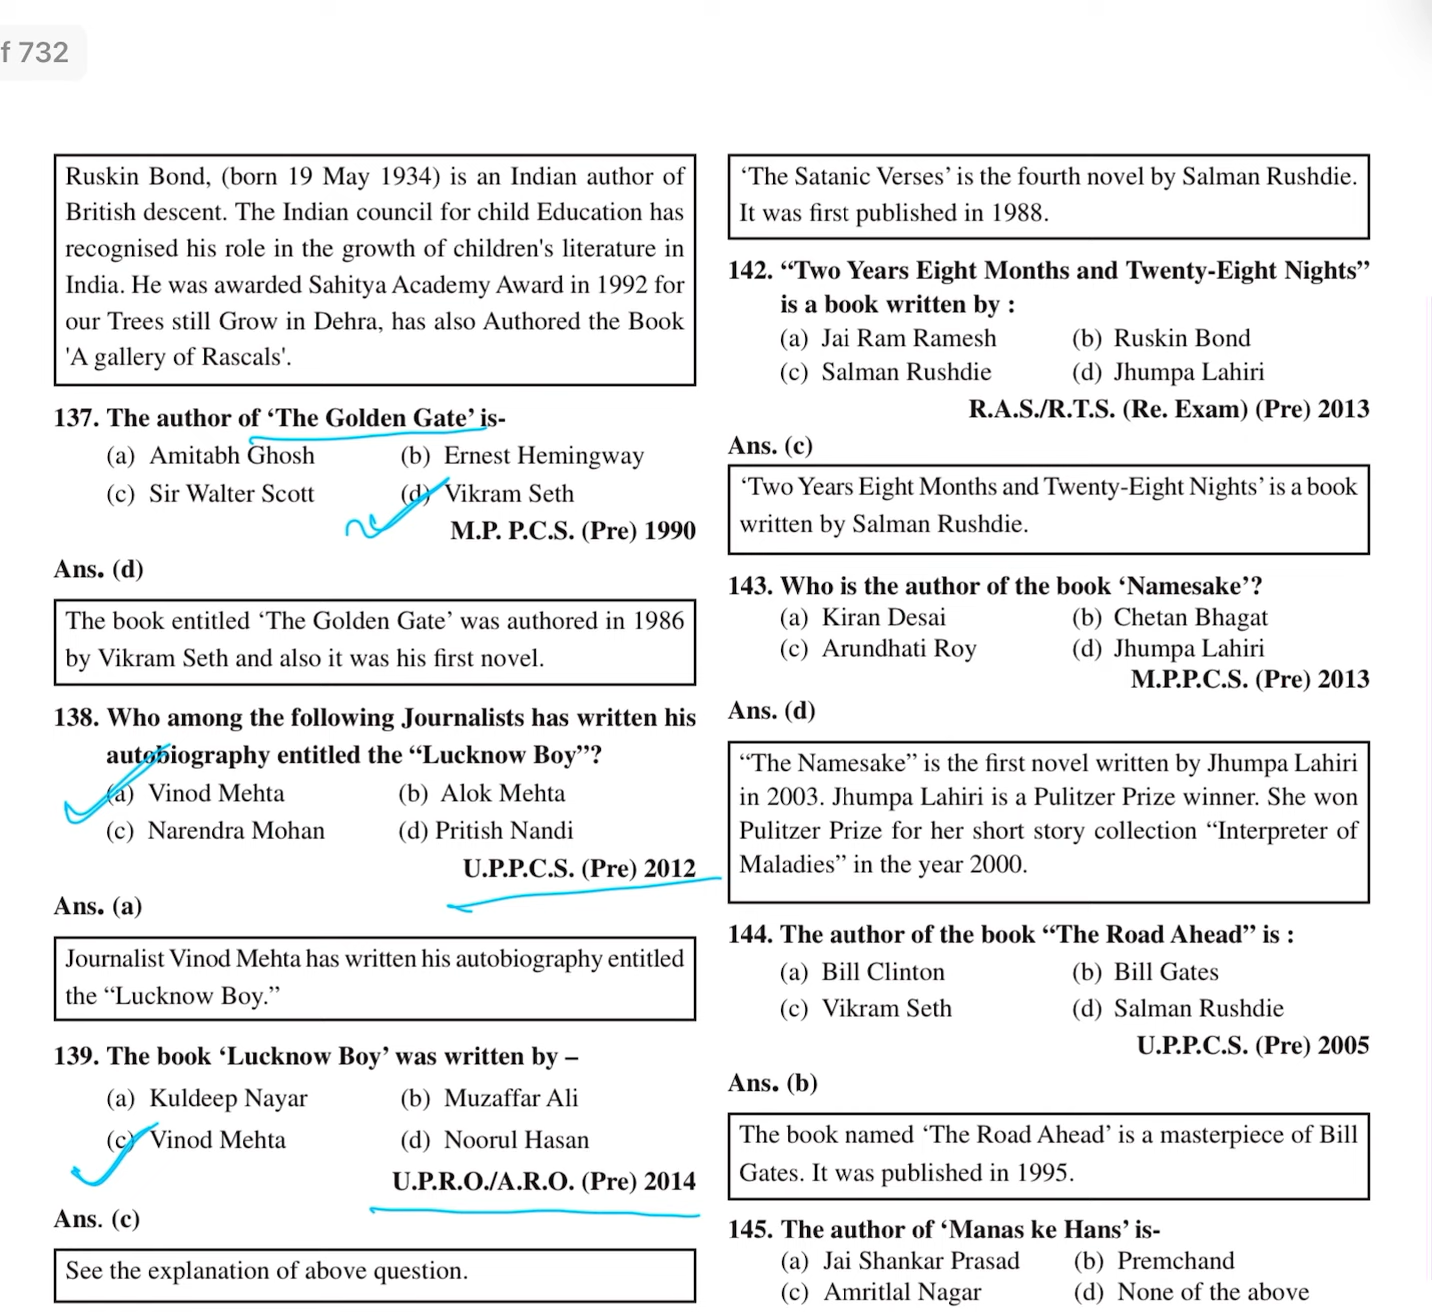 f 732
Ruskin Bond, (born 19 May 1934) is an Indian author of
British descent. The Indian council for child Education has
recognised his role in the growth of children's literature in
India. He was awarded Sahitya Academy Award in 1992 for
our Trees still Grow in Dehra, has also Authored the Book
'A gallery of Rascals'.
137. The author of ‘The Golden Gate’ is-
(a) Amitabh Ghosh (b) Ernest Hemingway
(c) Sir Walter Scott (d) Vikram Seth
M.P. P.C.S. (Pre) 1990
Ans. (d)
The book entitled ‘The Golden Gate’ was authored in 1986
by Vikram Seth and also it was his first novel.
138. Who among the following Journalists has written his
autobiography entitled the “Lucknow Boy”?
(a) Vinod Mehta (b) Alok Mehta
(c) Narendra Mohan (d) Pritish Nandi
U.P.P.C.S. (Pre) 2012
Ans. (a)
Journalist Vinod Mehta has written his autobiography entitled
the “Lucknow Boy.”
139. The book ‘Lucknow Boy’ was written by –
(a) Kuldeep Nayar (b) Muzaffar Ali
(c) Vinod Mehta (d) Noorul Hasan
U.P.R.O./A.R.O. (Pre) 2014
Ans. (c)
See the explanation of above question.
‘The Satanic Verses’ is the fourth novel by Salman Rushdie.
It was first published in 1988.
142. “Two Years Eight Months and Twenty-Eight Nights”
is a book written by :
(a) Jai Ram Ramesh (b) Ruskin Bond
(c) Salman Rushdie (d) Jhumpa Lahiri
R.A.S./R.T.S. (Re. Exam) (Pre) 2013
Ans. (c)
‘Two Years Eight Months and Twenty-Eight Nights’ is a book
written by Salman Rushdie.
143. Who is the author of the book ‘Namesake’?
(a) Kiran Desai (b) Chetan Bhagat
(c) Arundhati Roy (d) Jhumpa Lahiri
M.P.P.C.S. (Pre) 2013
Ans. (d)
“The Namesake” is the first novel written by Jhumpa Lahiri
in 2003. Jhumpa Lahiri is a Pulitzer Prize winner. She won
Pulitzer Prize for her short story collection “Interpreter of
Maladies” in the year 2000.
144. The author of the book “The Road Ahead” is :
(a) Bill Clinton (b) Bill Gates
(c) Vikram Seth (d) Salman Rushdie
U.P.P.C.S. (Pre) 2005
Ans. (b)
The book named ‘The Road Ahead’ is a masterpiece of Bill
Gates. It was published in 1995.
145. The author of ‘Manas ke Hans’ is-
(a) Jai Shankar Prasad (b) Premchand
(c) Amritlal Nagar (d) None of the above